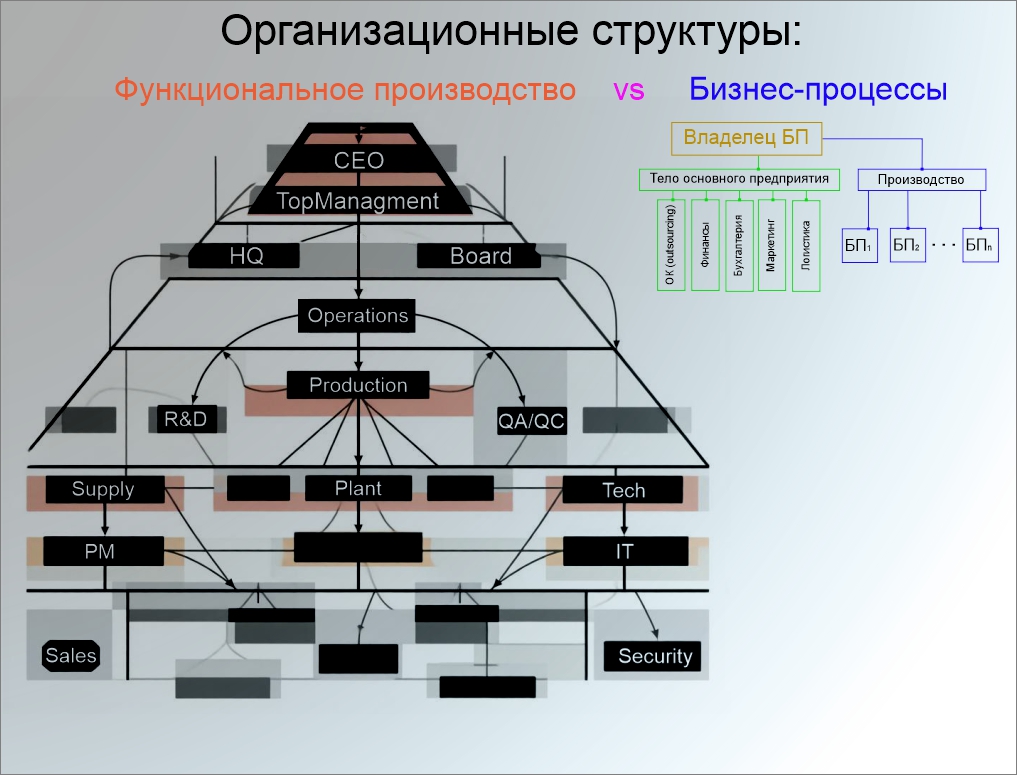 Организационные структуры:
Функциональное производство vs Бизнес-процессы
CEO
TopManagment
HQ
Board
Operations
Production
R&D
QA/QC
Supply
Plant
Tech
PM
IT
Sales
Security
Владелец БП
Тело основного предприятия
Производство
ОК (outsourcing)
Финансы
Бухгалтерия
Маркетинг
Логистика
БП₁
БП₂
· · ·
БПₙ